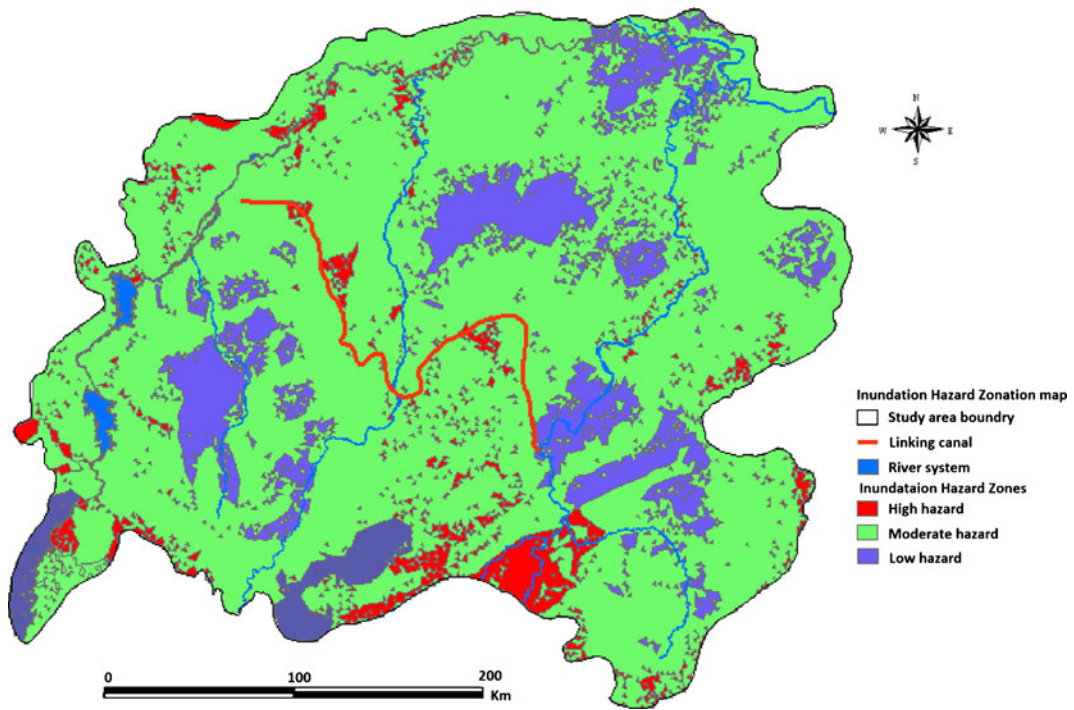 N
W E
S
Inundation Hazard Zonation map
Study area boundry
Linking canal
River system
Inundataion Hazard Zones
High hazard
Moderate hazard
Low hazard
0 100 200
Km